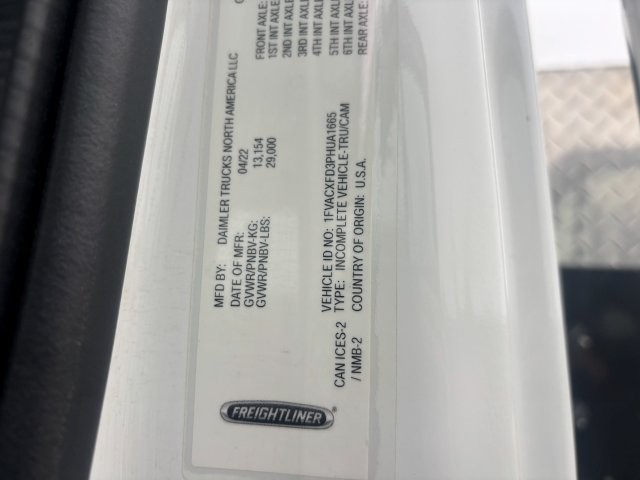 MFD BY: DAIMLER TRUCKS NORTH AMERICA LLC
DATE OF MFR: 04/22
GVWR/PNBV-KG: 13,154
GVWR/PNBV-LBS: 29,000
FRONT AXLE:
1ST INT AXLE
2ND INT AXLE
3RD INT AXLE
4TH INT AXLE
5TH INT AXLE
6TH INT AXLE
REAR AXLE:
VEHICLE ID NO: 1FVACXFD3PHUA1665
TYPE: INCOMPLETE VEHICLE-TRU/CAM
COUNTRY OF ORIGIN: U.S.A.
CAN ICES-2
/ NMB-2
FREIGHTLINER®